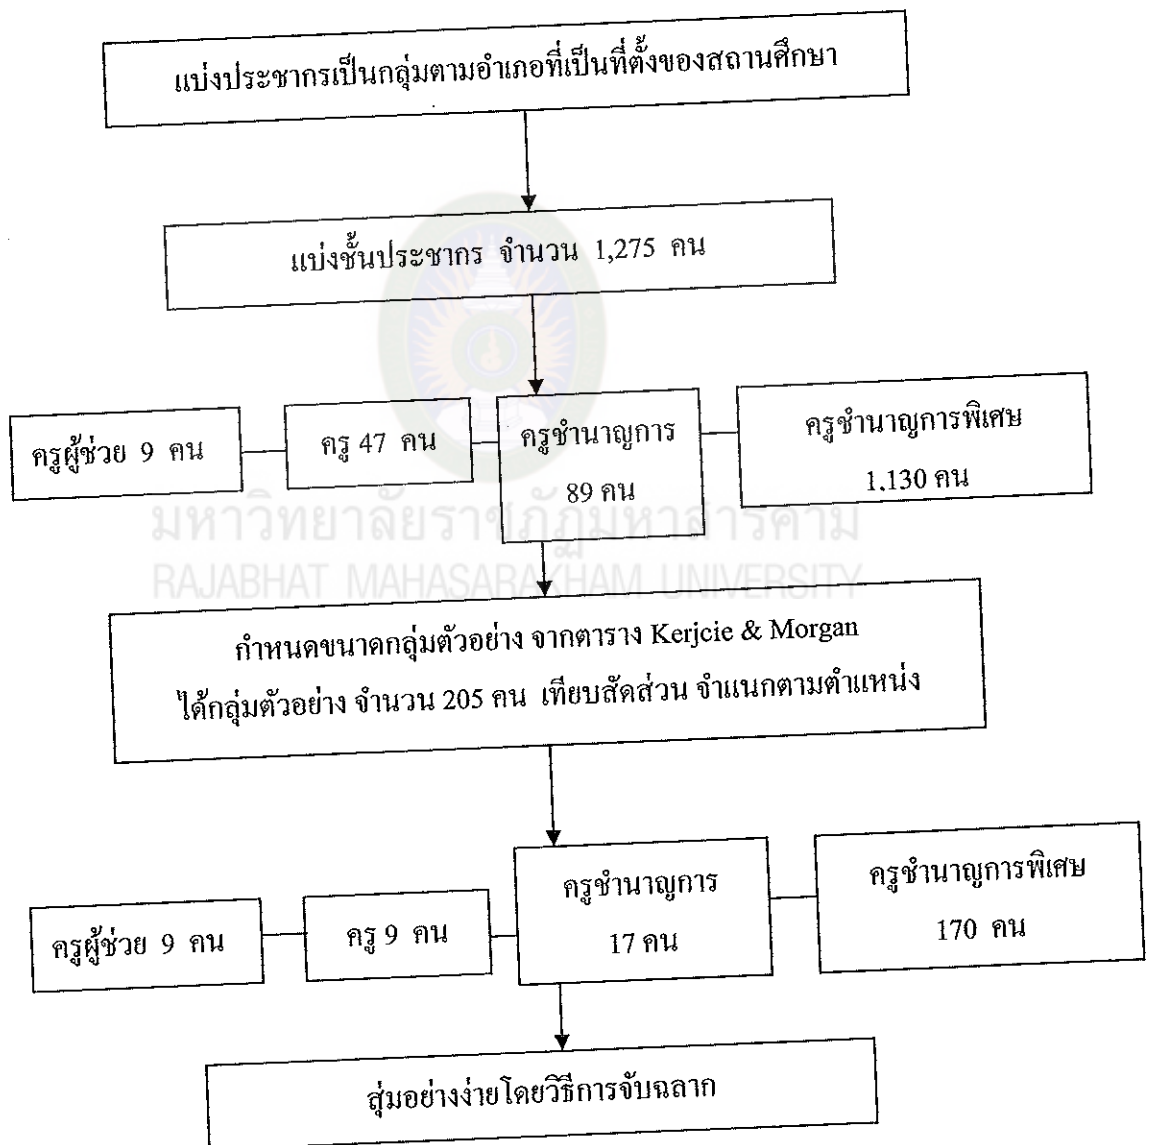 แบ่งประชากรเป็นกลุ่มตามอำเภอที่เป็นที่ตั้งของสถานศึกษา
แบ่งชั้นประชากร จำนวน 1,275 คน
ครูผู้ช่วย 9 คน
ครู 47 คน
ครูชำนาญการ
89 คน
ครูชำนาญการพิเศษ
1,130 คน
มหาวิทยาลัยราชภัฏมหาสารคาม
RAJABHAT MAHASARAKHAM UNIVERSITY
กำหนดขนาดกลุ่มตัวอย่าง จากตาราง Kerjcie & Morgan
ได้กลุ่มตัวอย่าง จำนวน 205 คน เทียบสัดส่วน จำแนกตามตำแหน่ง
ครูผู้ช่วย 9 คน
ครู 9 คน
ครูชำนาญการ
17 คน
ครูชำนาญการพิเศษ
170 คน
สุ่มอย่างง่ายโดยวิธีการจับฉลาก